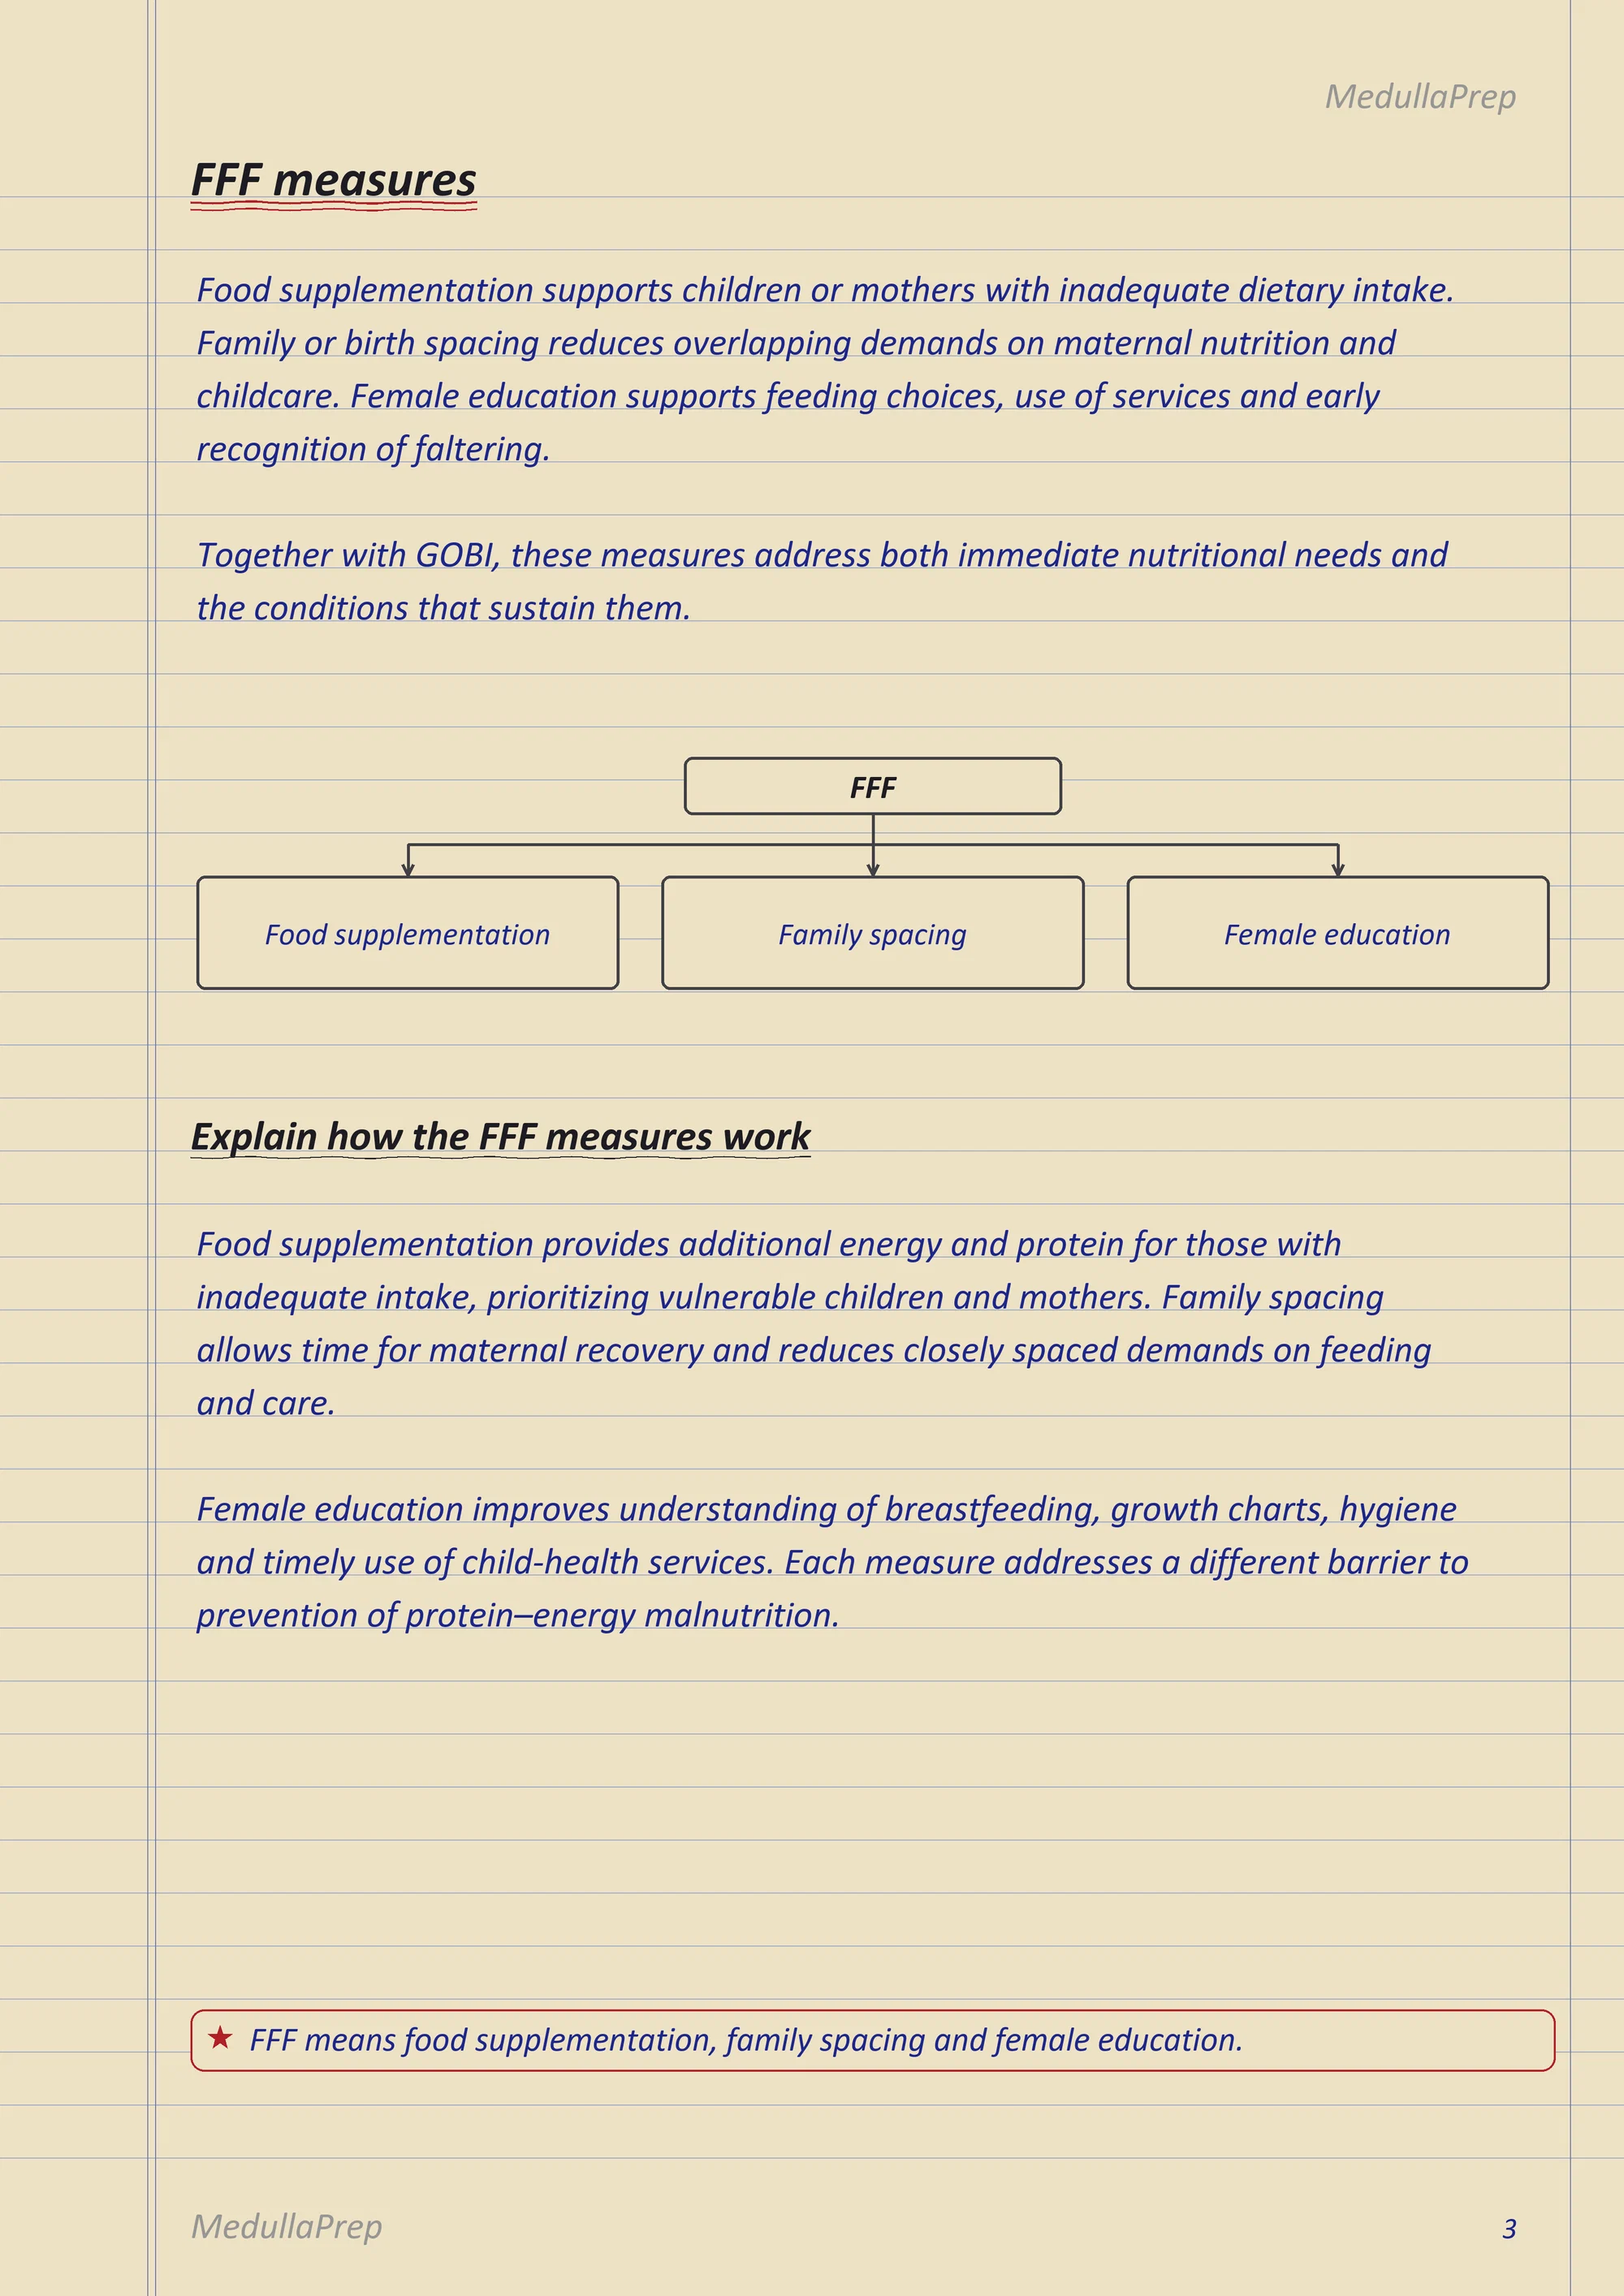 MedullaPrep
FFF measures
Food supplementation supports children or mothers with inadequate dietary intake.
Family or birth spacing reduces overlapping demands on maternal nutrition and
childcare. Female education supports feeding choices, use of services and early
recognition of faltering.
Together with GOBI, these measures address both immediate nutritional needs and
the conditions that sustain them.
FFF
Food supplementation
Family spacing
Female education
Explain how the FFF measures work
Food supplementation provides additional energy and protein for those with
inadequate intake, prioritizing vulnerable children and mothers. Family spacing
allows time for maternal recovery and reduces closely spaced demands on feeding
and care.
Female education improves understanding of breastfeeding, growth charts, hygiene
and timely use of child-health services. Each measure addresses a different barrier to
prevention of protein–energy malnutrition.
★ FFF means food supplementation, family spacing and female education.
MedullaPrep
3